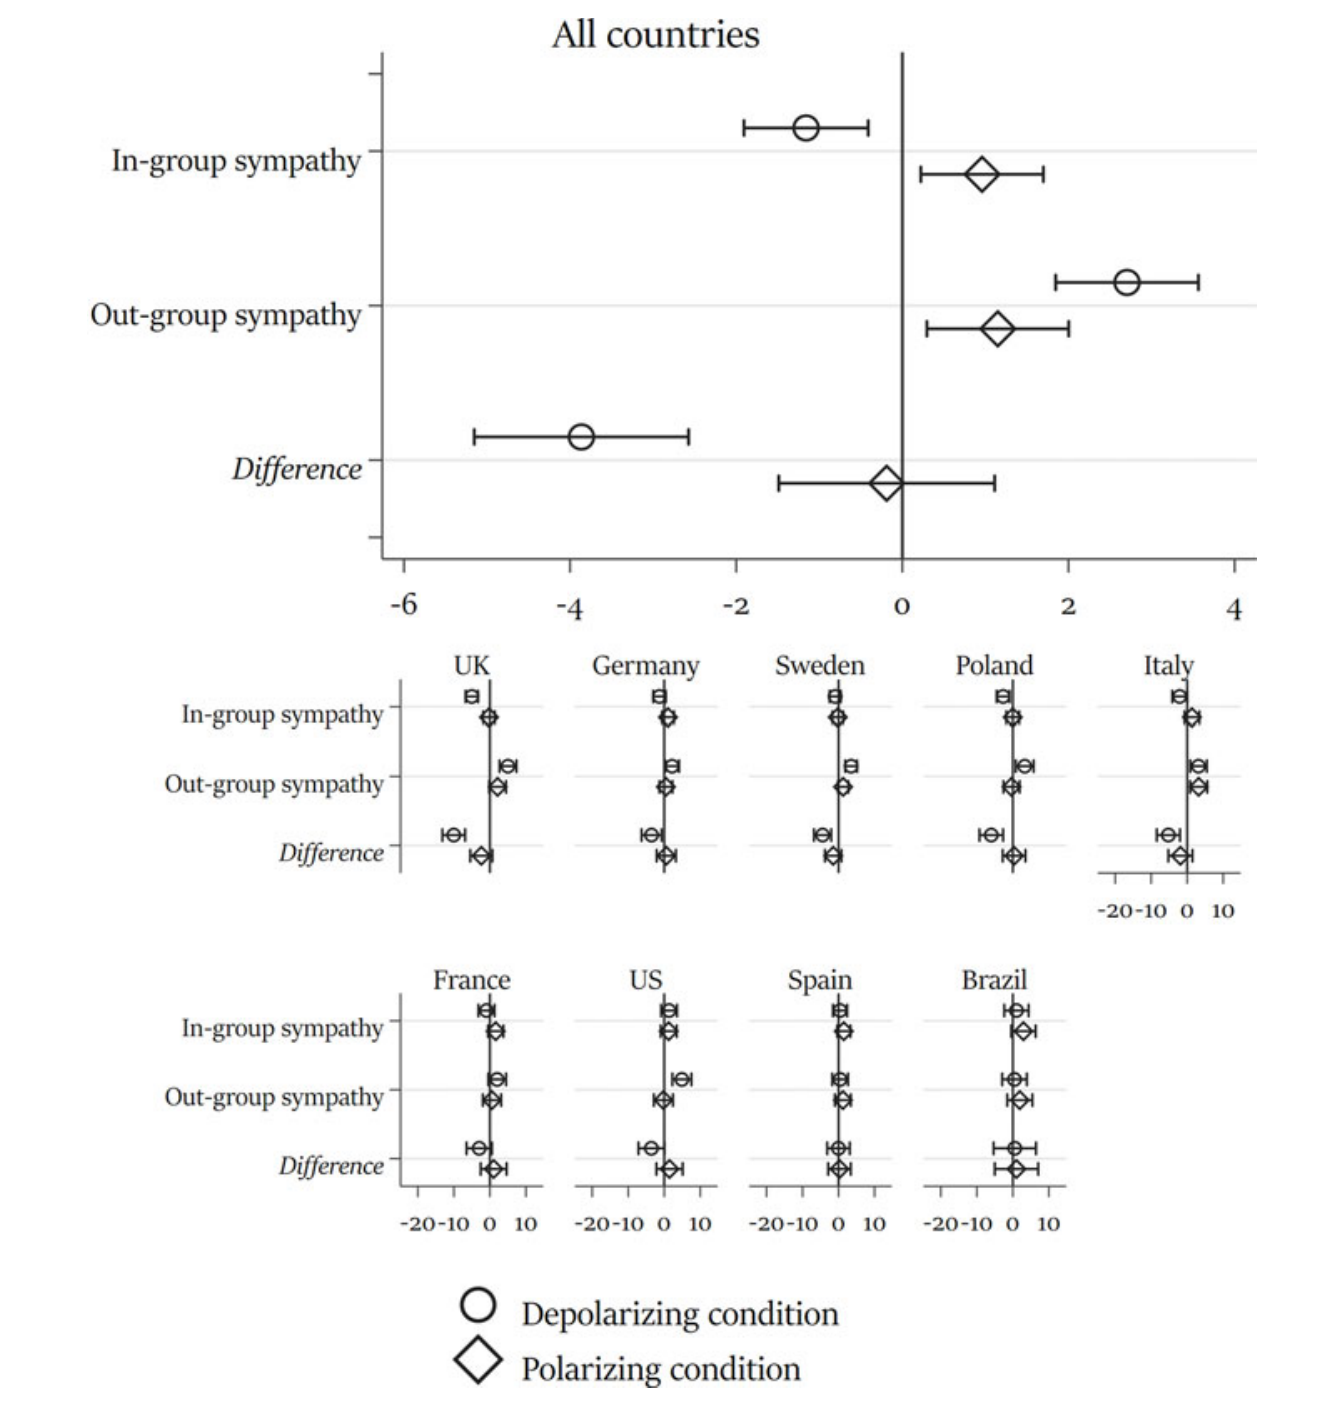 All countries
In-group sympathy
Out-group sympathy
Difference
-6 -4 -2 0 2 4
UK Germany Sweden Poland Italy
In-group sympathy
Out-group sympathy
Difference
-20 -10 0 10
France US Spain Brazil
In-group sympathy
Out-group sympathy
Difference
-20 -10 0 10 -20 -10 0 10 -20 -10 0 10 -20 -10 0 10
Depolarizing condition
Polarizing condition